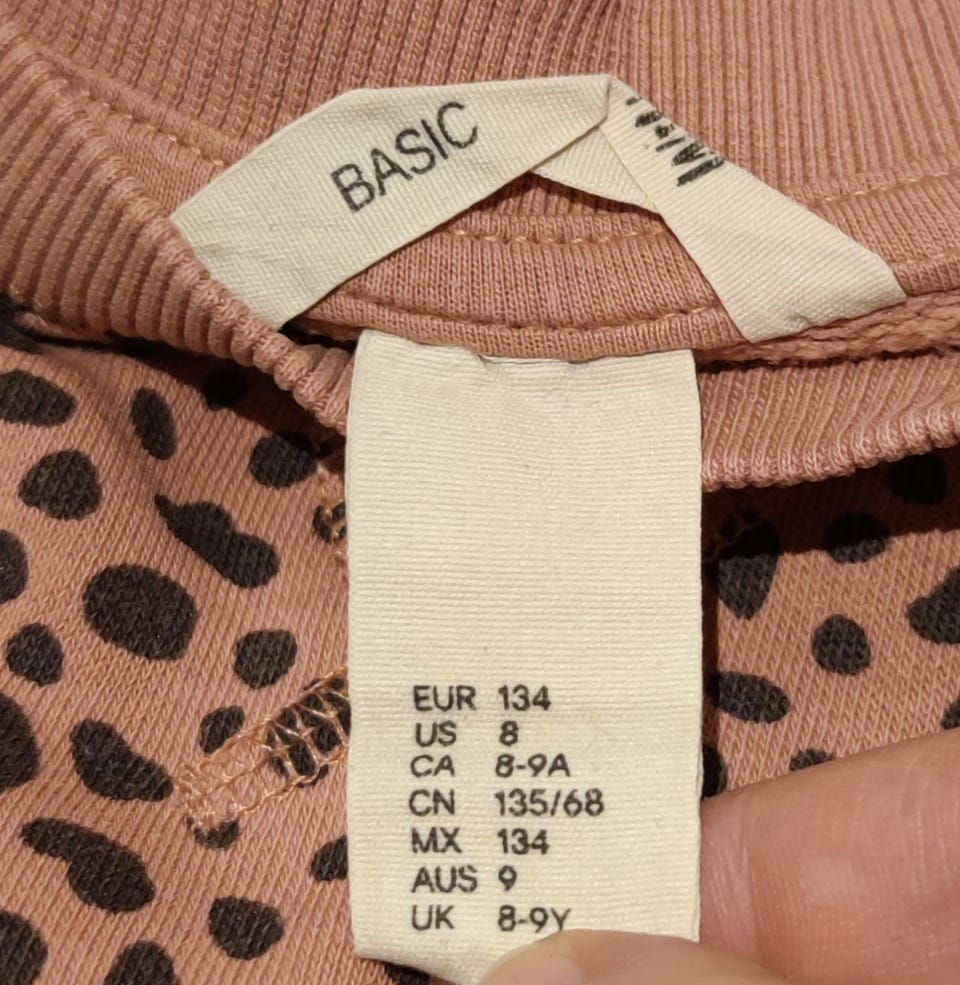 BASIC
EUR 134
US 8
CA 8-9A
CN 135/68
MX 134
AUS 9
UK 8-9Y